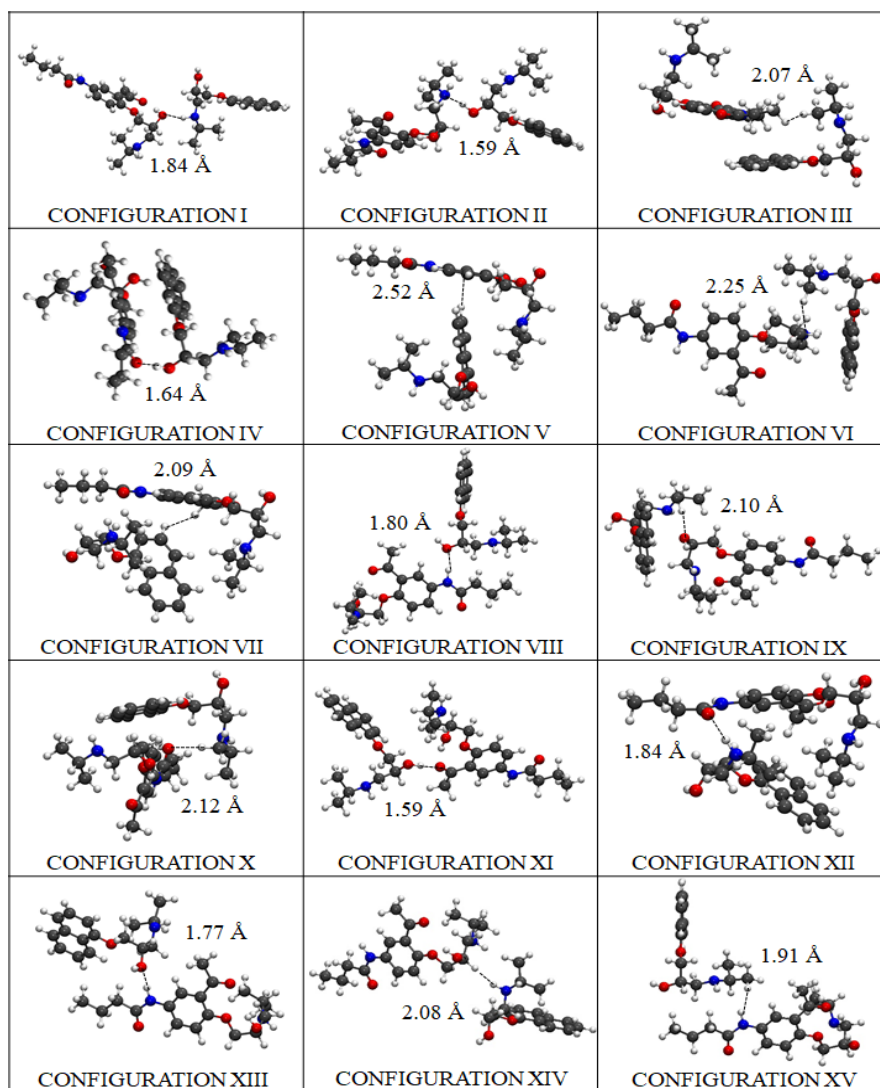 1.84 Å
CONFIGURATION I
1.59 Å
CONFIGURATION II
2.07 Å
CONFIGURATION III
1.64 Å
CONFIGURATION IV
2.52 Å
CONFIGURATION V
2.25 Å
CONFIGURATION VI
2.09 Å
CONFIGURATION VII
1.80 Å
CONFIGURATION VIII
2.10 Å
CONFIGURATION IX
2.12 Å
CONFIGURATION X
1.59 Å
CONFIGURATION XI
1.84 Å
CONFIGURATION XII
1.77 Å
CONFIGURATION XIII
2.08 Å
CONFIGURATION XIV
1.91 Å
CONFIGURATION XV